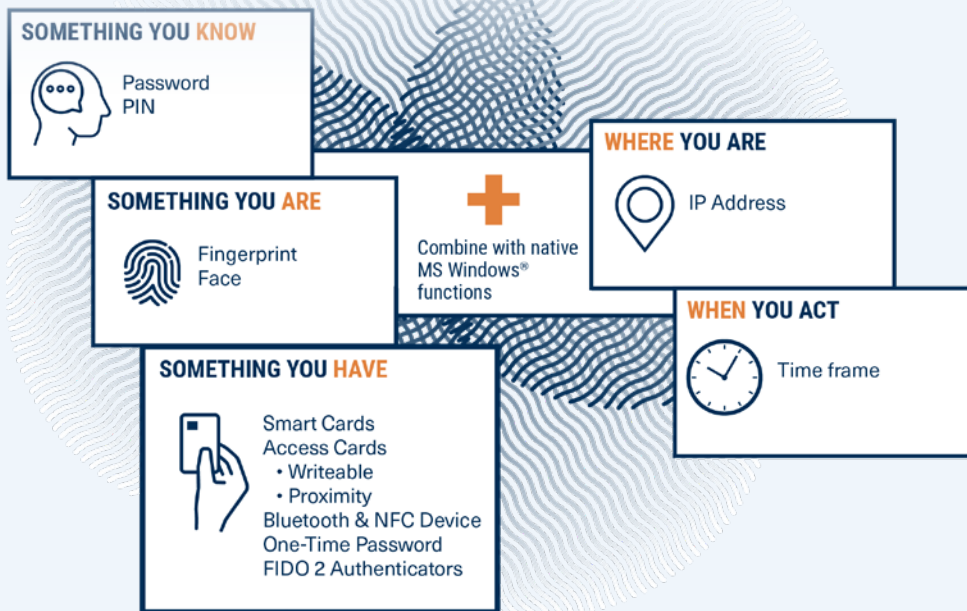 SOMETHING YOU KNOW
Password
PIN
SOMETHING YOU ARE
Fingerprint
Face
SOMETHING YOU HAVE
Smart Cards
Access Cards
• Writeable
• Proximity
Bluetooth & NFC Device
One-Time Password
FIDO 2 Authenticators
Combine with native
MS Windows®
functions
WHERE YOU ARE
IP Address
WHEN YOU ACT
Time frame